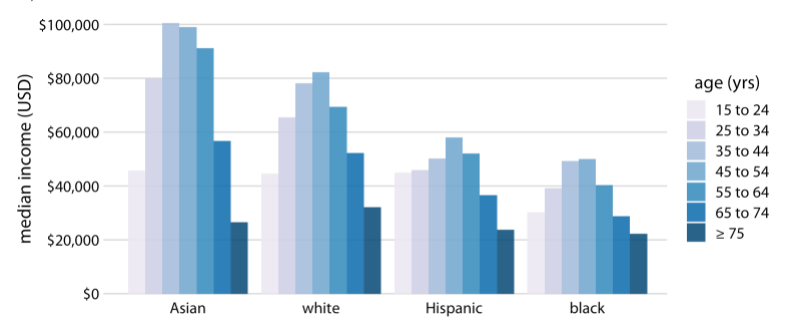 $100,000
$80,000
$60,000
$40,000
$20,000
$0
median income (USD)
Asian
white
Hispanic
black
age (yrs)
15 to 24
25 to 34
35 to 44
45 to 54
55 to 64
65 to 74
≥ 75